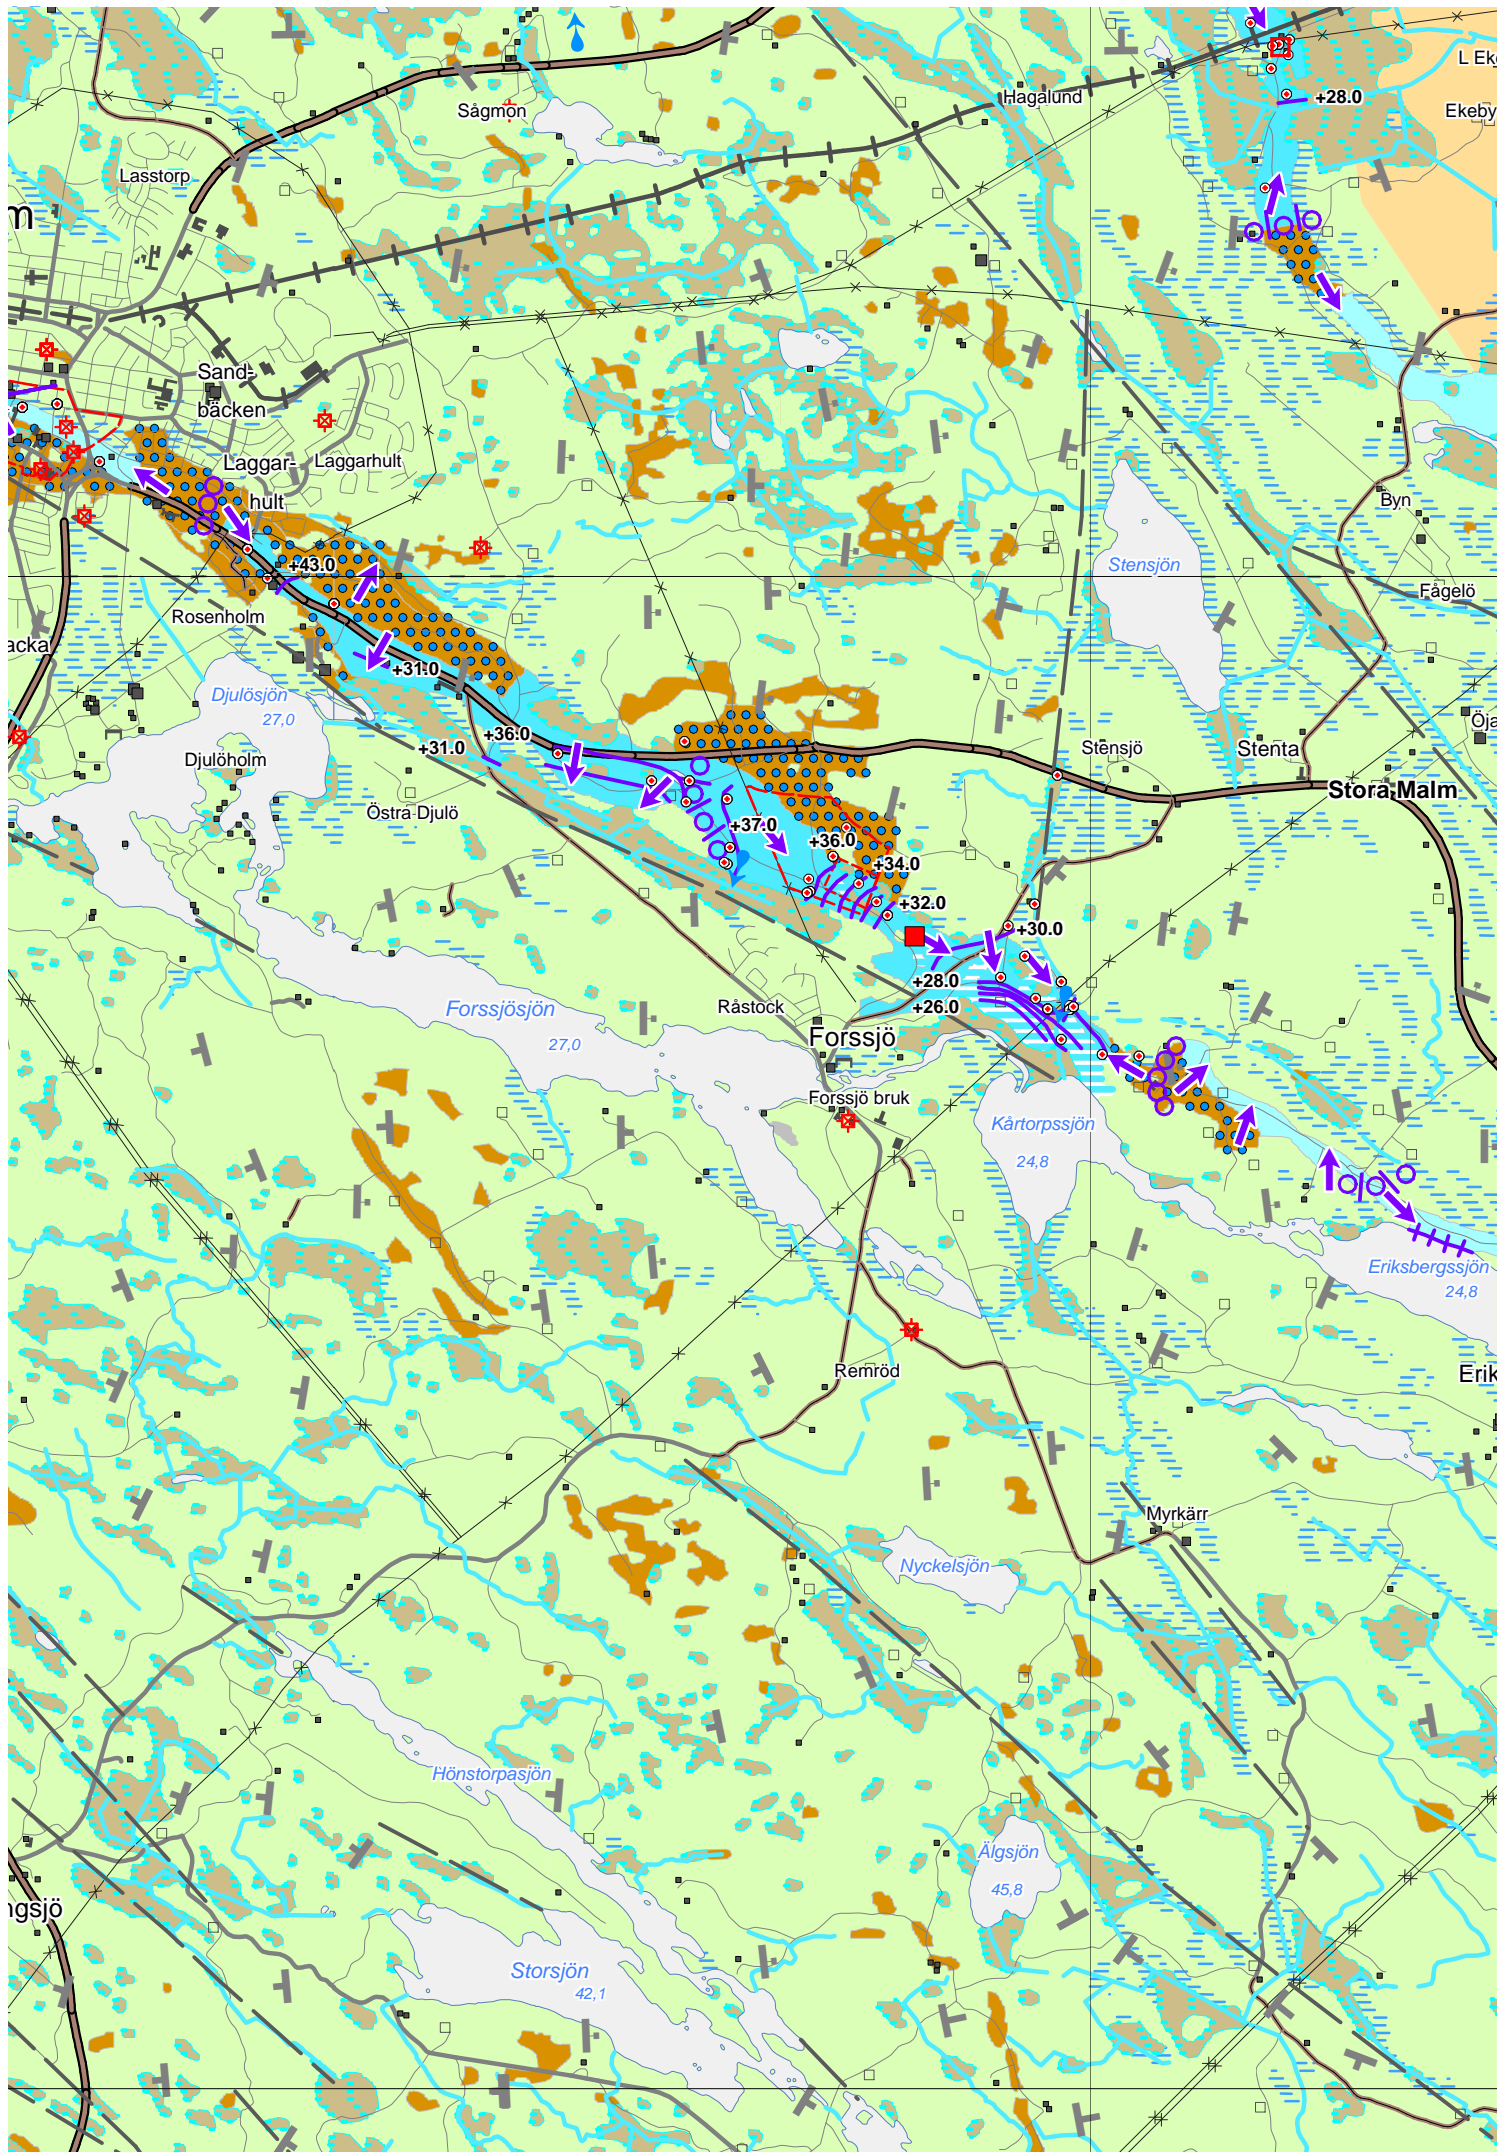 L Eke
+28.0
Hagalund
Ekeby
Sågmon
Lasstorp
m
Sand-
bäcken
Laggar-
Laggarhult
hult
Byn
Stensjön
+43.0
Fågelö
Rosenholm
acka
+31.0
Djulösjön
27,0
Öja
+36.0
+31.0
Stensjö
Stenta
Djulöholm
Stora Malm
Östra Djulö
+37.0
+36.0
+34.0
+32.0
+30.0
+28.0
Råstock
+26.0
Forssjösjön
Forssjö
27,0
Forssjö bruk
Kårtorpssjön
24,8
Eriksbergssjön
24,8
Remröd
Erik
Myrkärr
Nyckelsjön
Hönstorpasjön
Älgsjön
45,8
ngsjö
Storsjön
42,1